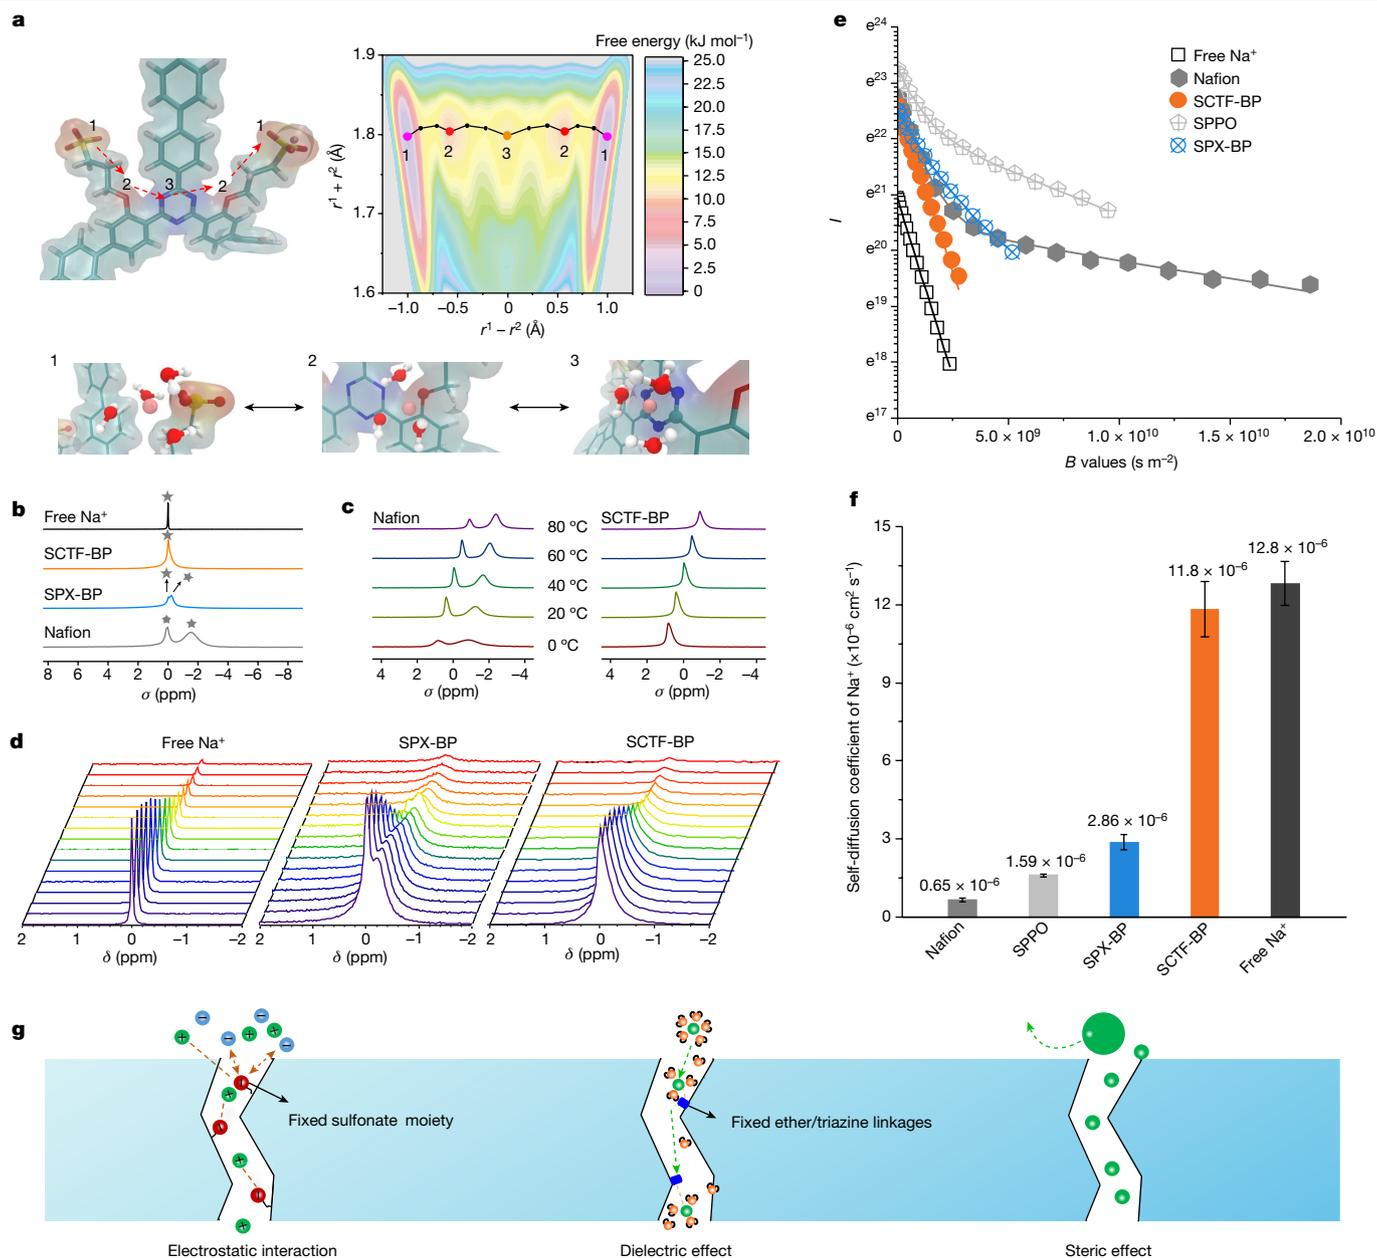 a
Free energy (kJ mol⁻¹)
1
2
3
2
1
r¹ + r² (Å)
1.9
1.8
1.7
1.6
1
2
3
2
1
−1.0
−0.5
0
0.5
1.0
r¹ − r² (Å)
25.0
22.5
20.0
17.5
15.0
12.5
10.0
7.5
5.0
2.5
0
1
2
3
b
Free Na⁺
SCTF-BP
SPX-BP
Nafion
8 6 4 2 0 −2 −4 −6 −8
σ (ppm)
c
Nafion
SCTF-BP
80 °C
60 °C
40 °C
20 °C
0 °C
4 2 0 −2 −4
σ (ppm)
4 2 0 −2 −4
σ (ppm)
d
Free Na⁺
SPX-BP
SCTF-BP
2 1 0 −1 −2
δ (ppm)
2 1 0 −1 −2
δ (ppm)
2 1 0 −1 −2
δ (ppm)
e
I
e²⁴
e²³
e²²
e²¹
e²⁰
e¹⁹
e¹⁸
e¹⁷
Free Na⁺
Nafion
SCTF-BP
SPPO
SPX-BP
0
5.0 × 10⁹
1.0 × 10¹⁰
1.5 × 10¹⁰
2.0 × 10¹⁰
B values (s m⁻²)
f
Self-diffusion coefficient of Na⁺ (×10⁻⁶ cm² s⁻¹)
15
12
9
6
3
0
0.65 × 10⁻⁶
1.59 × 10⁻⁶
2.86 × 10⁻⁶
11.8 × 10⁻⁶
12.8 × 10⁻⁶
Nafion
SPPO
SPX-BP
SCTF-BP
Free Na⁺
g
Fixed sulfonate moiety
Fixed ether/triazine linkages
Electrostatic interaction
Dielectric effect
Steric effect